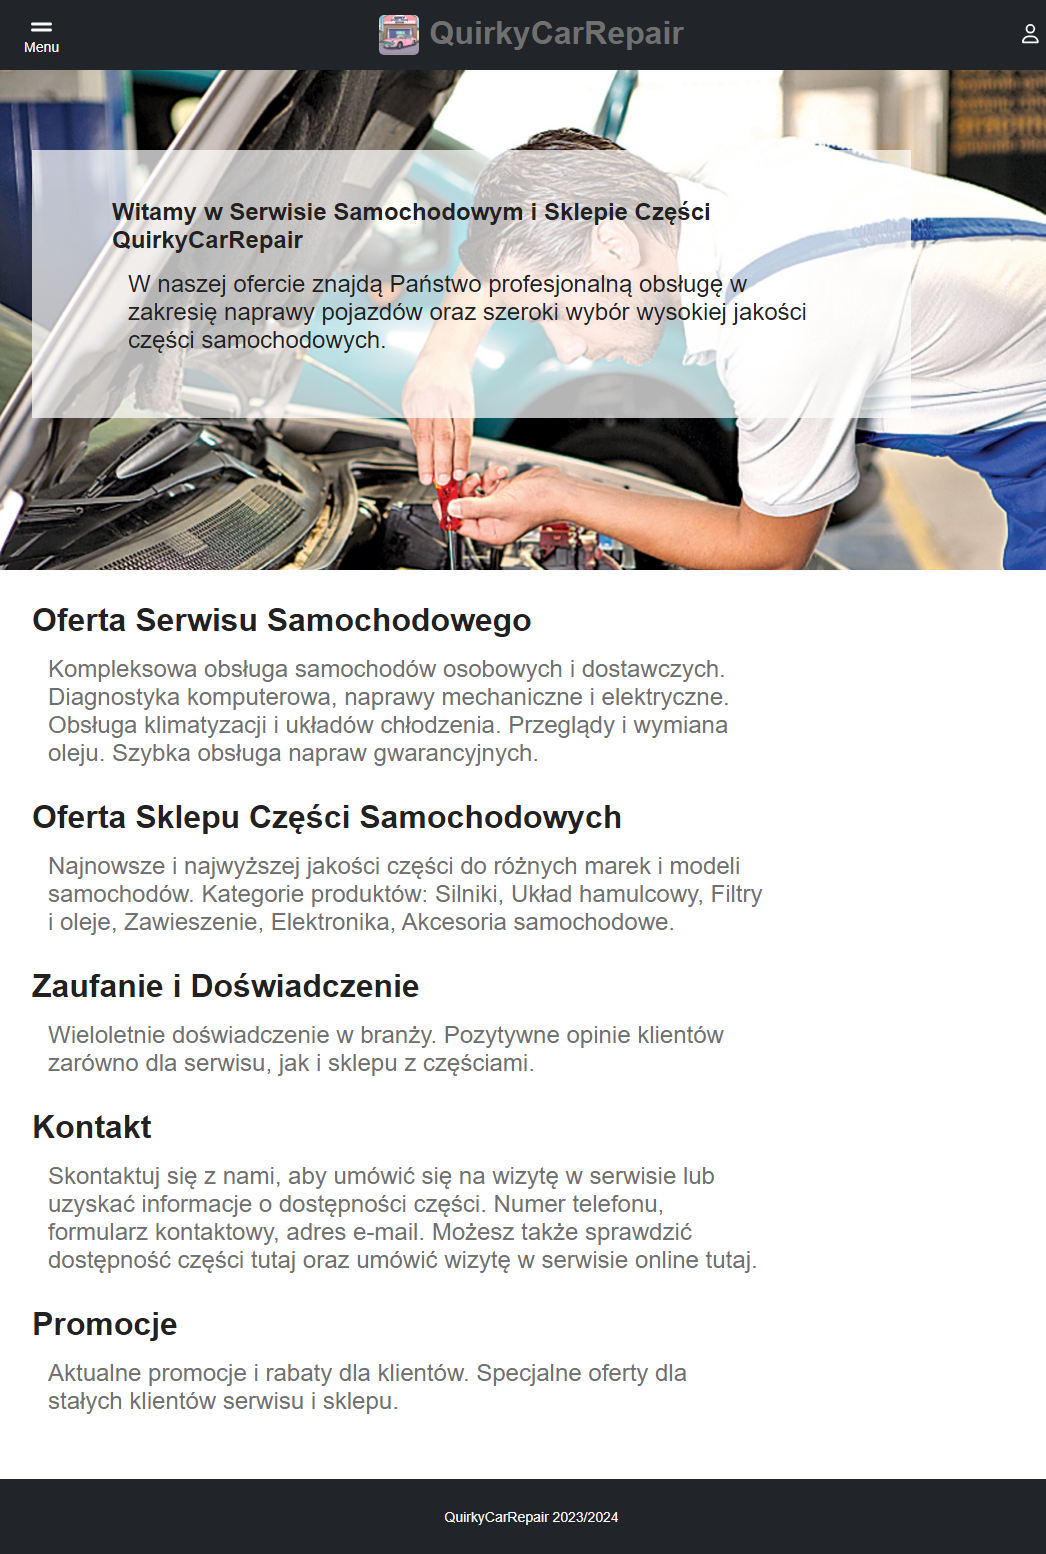 Menu
QuirkyCarRepair
Witamy w Serwisie Samochodowym i Sklepie Części
QuirkyCarRepair
W naszej ofercie znajdą Państwo profesjonalną obsługę w
zakresię naprawy pojazdów oraz szeroki wybór wysokiej jakości
części samochodowych.
Oferta Serwisu Samochodowego
Kompleksowa obsługa samochodów osobowych i dostawczych.
Diagnostyka komputerowa, naprawy mechaniczne i elektryczne.
Obsługa klimatyzacji i układów chłodzenia. Przeglądy i wymiana
oleju. Szybka obsługa napraw gwarancyjnych.
Oferta Sklepu Części Samochodowych
Najnowsze i najwyższej jakości części do różnych marek i modeli
samochodów. Kategorie produktów: Silniki, Układ hamulcowy, Filtry
i oleje, Zawieszenie, Elektronika, Akcesoria samochodowe.
Zaufanie i Doświadczenie
Wieloletnie doświadczenie w branży. Pozytywne opinie klientów
zarówno dla serwisu, jak i sklepu z częściami.
Kontakt
Skontaktuj się z nami, aby umówić się na wizytę w serwisie lub
uzyskać informacje o dostępności części. Numer telefonu,
formularz kontaktowy, adres e-mail. Możesz także sprawdzić
dostępność części tutaj oraz umówić wizytę w serwisie online tutaj.
Promocje
Aktualne promocje i rabaty dla klientów. Specjalne oferty dla
stałych klientów serwisu i sklepu.
QuirkyCarRepair 2023/2024